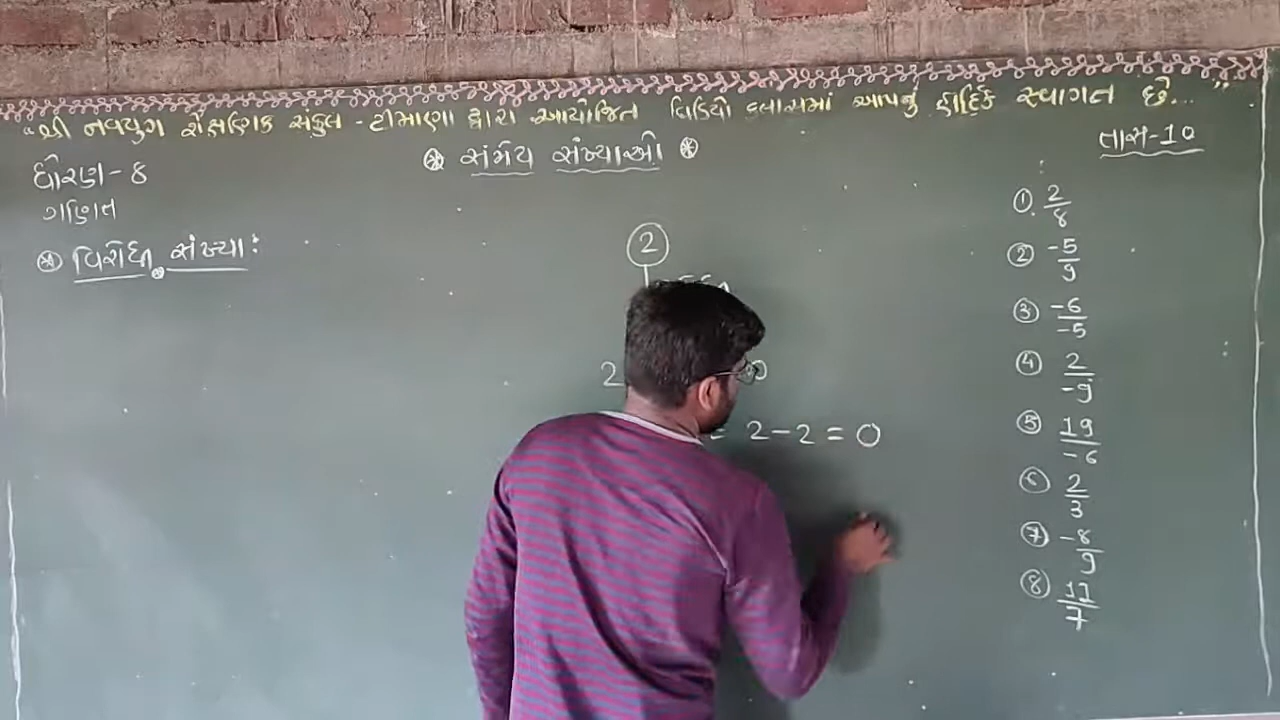 "શ્રી નવયુગ શૈક્ષણિક સંકુલ - ટીમાણા દ્વારા આયોજિત વિડિયો ક્લાસમાં આપનું હાર્દિક સ્વાગત છે..."
તાસ-10
ધોરણ-8
ગણિત
સંમેય સંખ્યાઓ
વિરોધી સંખ્યા:
2
2
0
= 2-2 = 0
① 2/8
② -5/9
③ -6/-5
④ 2/-9
⑤ 19/-6
⑥ 2/3
⑦ -8/9
⑧ 17/7